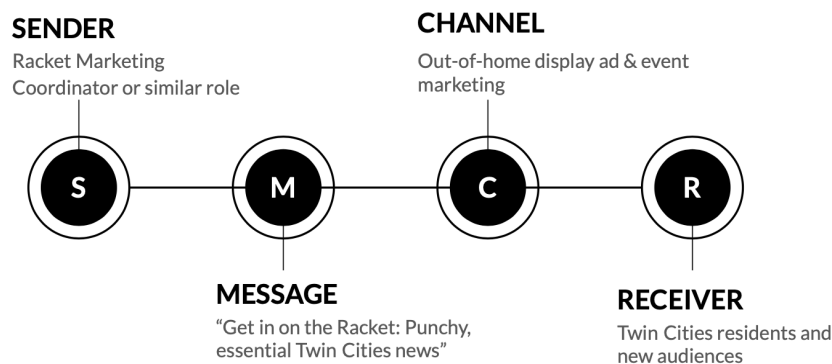 SENDER
Racket Marketing
Coordinator or similar role
CHANNEL
Out-of-home display ad & event
marketing
S
M
C
R
MESSAGE
“Get in on the Racket: Punchy,
essential Twin Cities news”
RECEIVER
Twin Cities residents and
new audiences